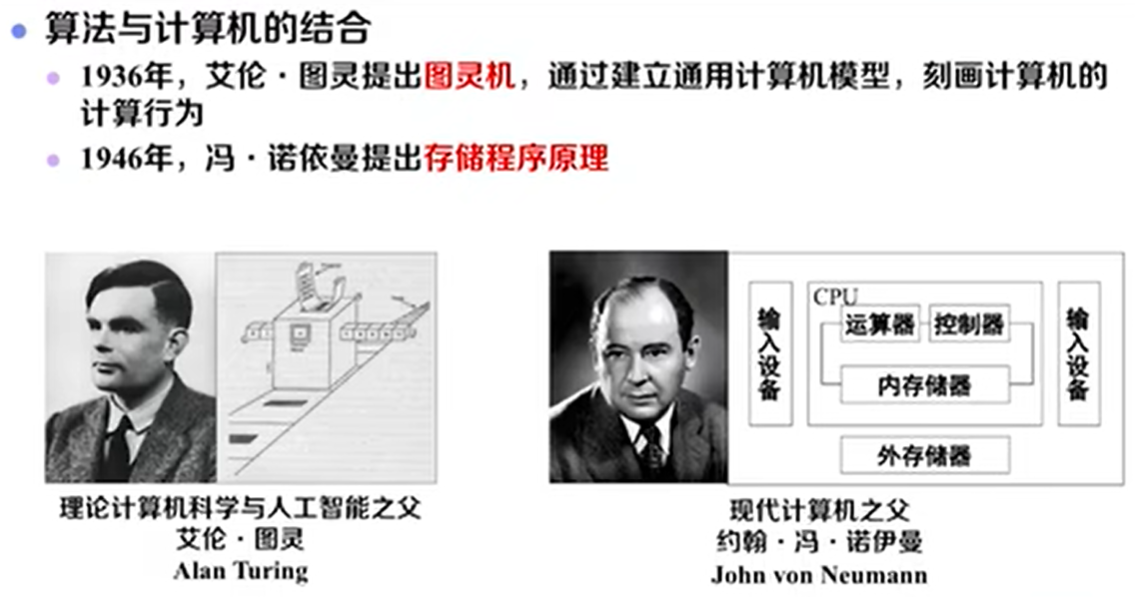 算法与计算机的结合
1936年，艾伦·图灵提出图灵机，通过建立通用计算机模型，刻画计算机的
计算行为
1946年，冯·诺依曼提出存储程序原理
输入设备
CPU
运算器 控制器
内存储器
外存储器
输入设备
理论计算机科学与人工智能之父
艾伦·图灵
Alan Turing
现代计算机之父
约翰·冯·诺伊曼
John von Neumann